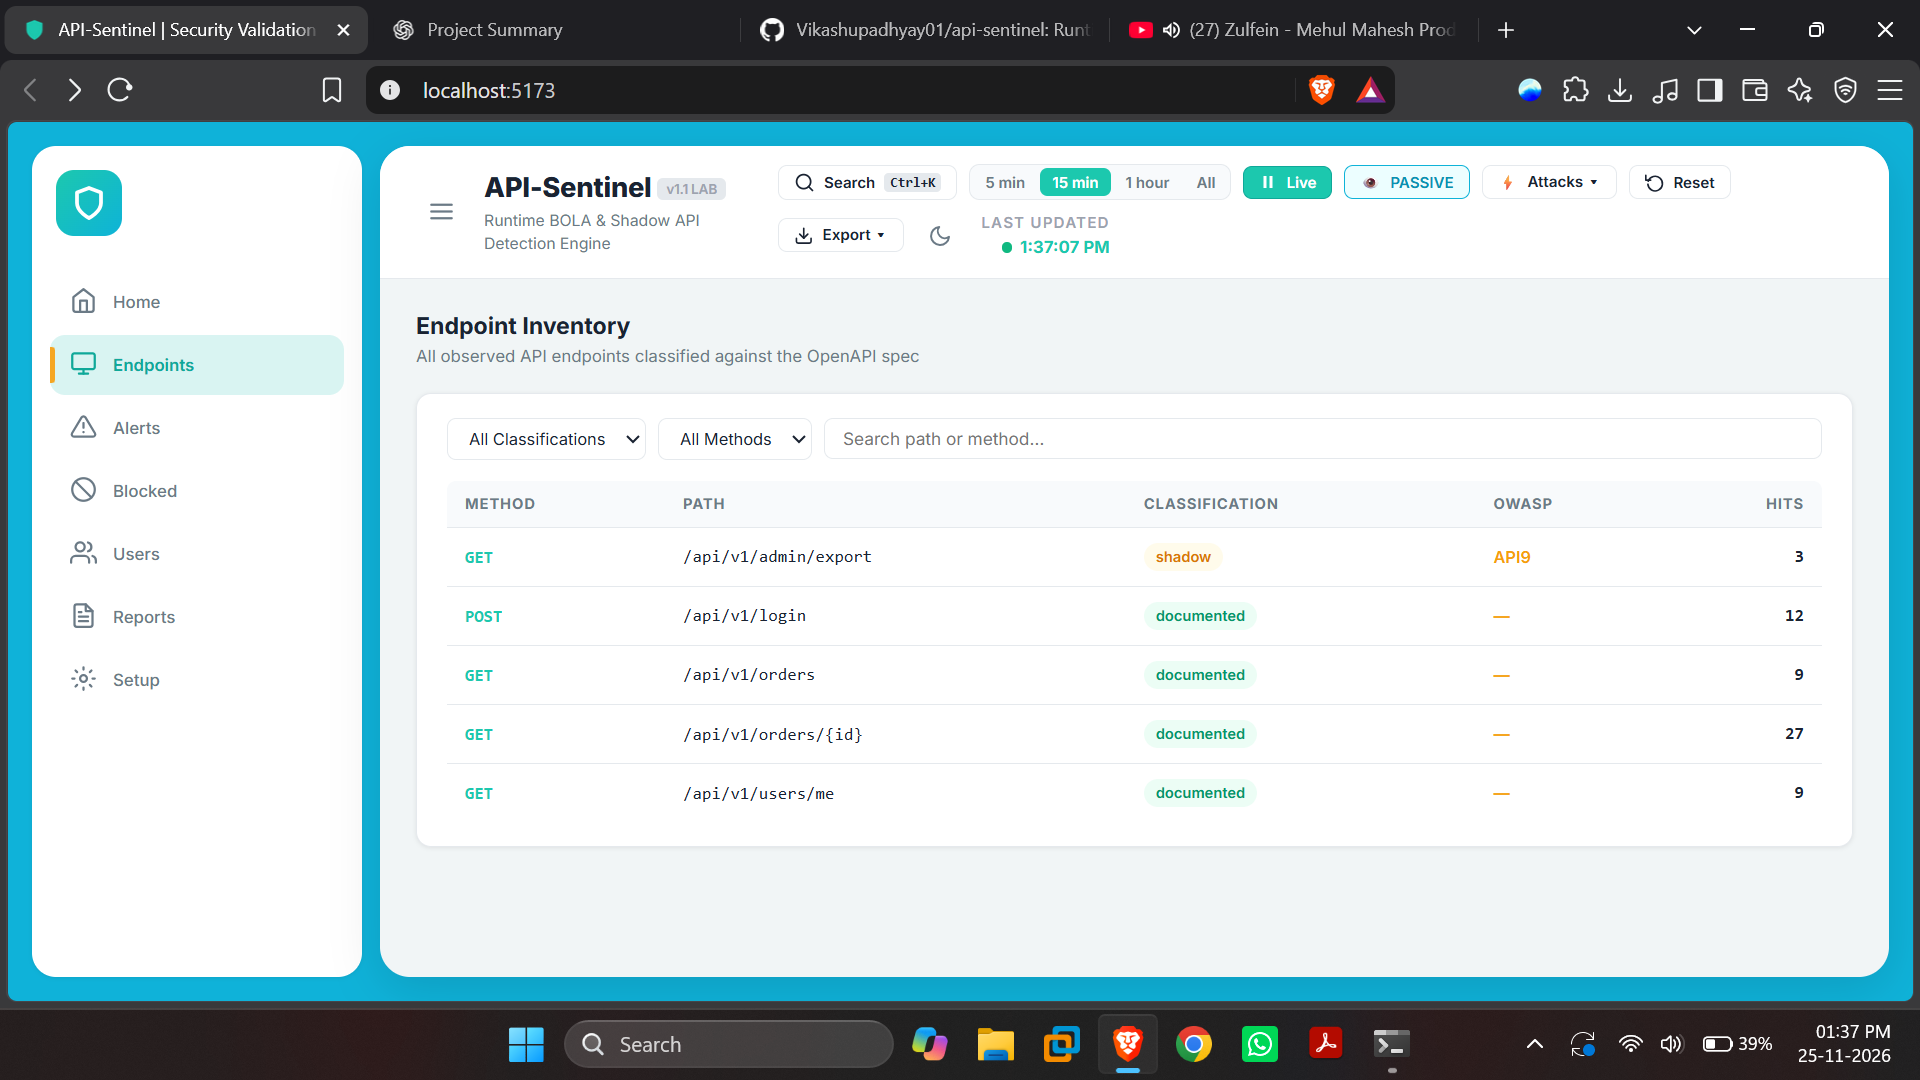 API-Sentinel | Security Validation
Project Summary
Vikashupadhyay01/api-sentinel: Runt
(27) Zulfein - Mehul Mahesh Prod
localhost:5173
API-Sentinel v1.1 LAB
Runtime BOLA & Shadow API
Detection Engine
Search Ctrl+K
5 min 15 min 1 hour All
Live
PASSIVE
Attacks
Reset
Export
LAST UPDATED
1:37:07 PM
Home
Endpoints
Alerts
Blocked
Users
Reports
Setup
Endpoint Inventory
All observed API endpoints classified against the OpenAPI spec
All Classifications All Methods Search path or method...
METHOD PATH CLASSIFICATION OWASP HITS
GET /api/v1/admin/export shadow API9 3
POST /api/v1/login documented — 12
GET /api/v1/orders documented — 9
GET /api/v1/orders/{id} documented — 27
GET /api/v1/users/me documented — 9
Search
39%
01:37 PM
25-11-2026